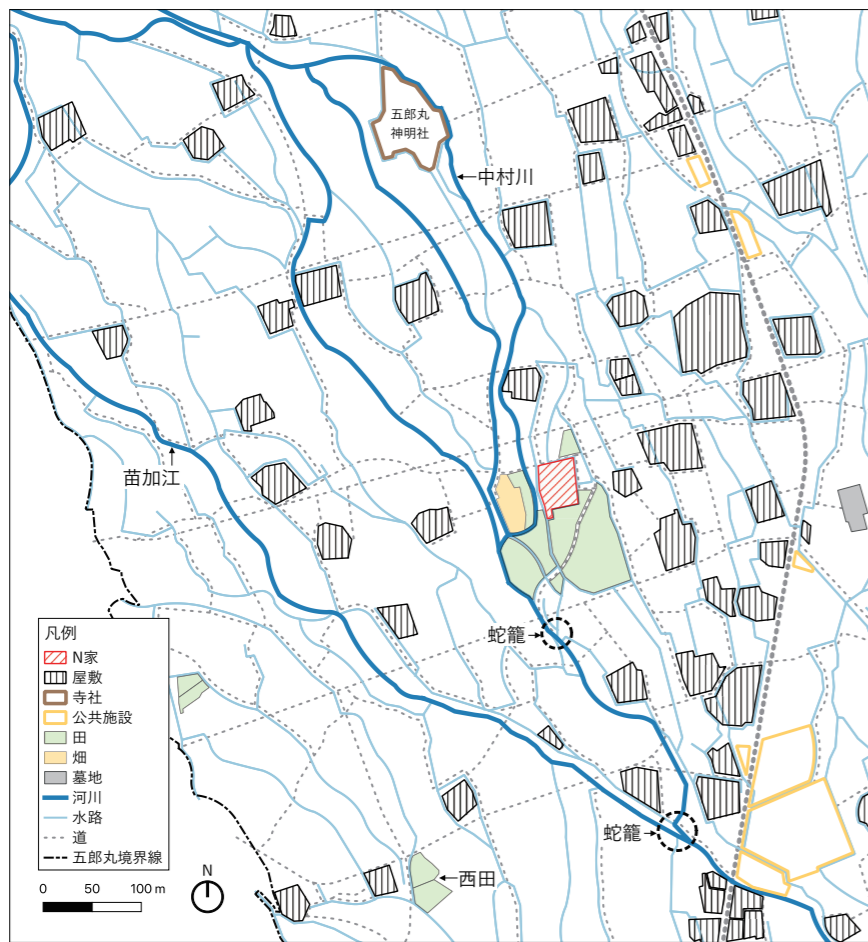 五郎丸
神明社
←中村川
苗加江
蛇籠→
蛇籠→
←西田
凡例
N家
屋敷
寺社
公共施設
田
畑
墓地
河川
水路
道
五郎丸境界線
0 50 100 m
N